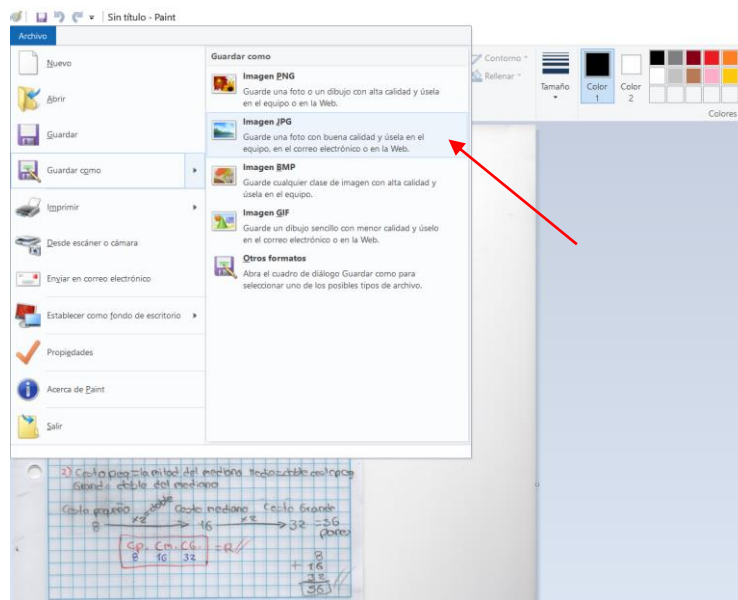 Sin título - Paint
Archivo
Nuevo
Abrir
Guardar
Guardar como
Imprimir
Desde escáner o cámara
Enviar en correo electrónico
Establecer como fondo de escritorio
Propiedades
Acerca de Paint
Salir
Guardar como
Imagen PNG
Guarde una foto o un dibujo con alta calidad y úsela
en el equipo o en la Web.
Imagen JPG
Guarde una foto con buena calidad y úsela en el
equipo, en el correo electrónico o en la Web.
Imagen BMP
Guarde cualquier clase de imagen con alta calidad y
úsela en el equipo.
Imagen GIF
Guarde un dibujo sencillo con menor calidad y úselo
en el correo electrónico o en la Web.
Otros formatos
Abra el cuadro de diálogo Guardar como para
seleccionar uno de los posibles tipos de archivo.
Contorno
Rellenar
Tamaño
Color
1
Color
2
Colores
2) la mitad del mediano
Grande doble del mediano
Cesto pequeño doble Cesto mediano Cesto Grande
8 x2 16 x2 32 = 56
Cp. Cm. CG. = R//
8 16 32
8
+ 16
32
56 //